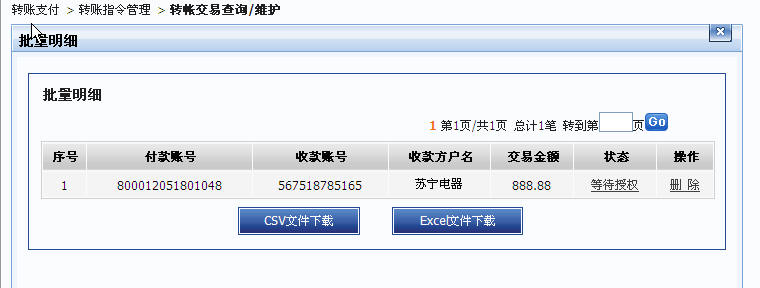 转账支付 > 转账指令管理 > 转帐交易查询/维护
批量明细
批量明细
1 第1页/共1页 总计1笔 转到第 页 Go
序号 付款账号 收款账号 收款方户名 交易金额 状态 操作
1 800012051801048 567518785165 苏宁电器 888.88 等待授权 删 除
CSV文件下载 Excel文件下载